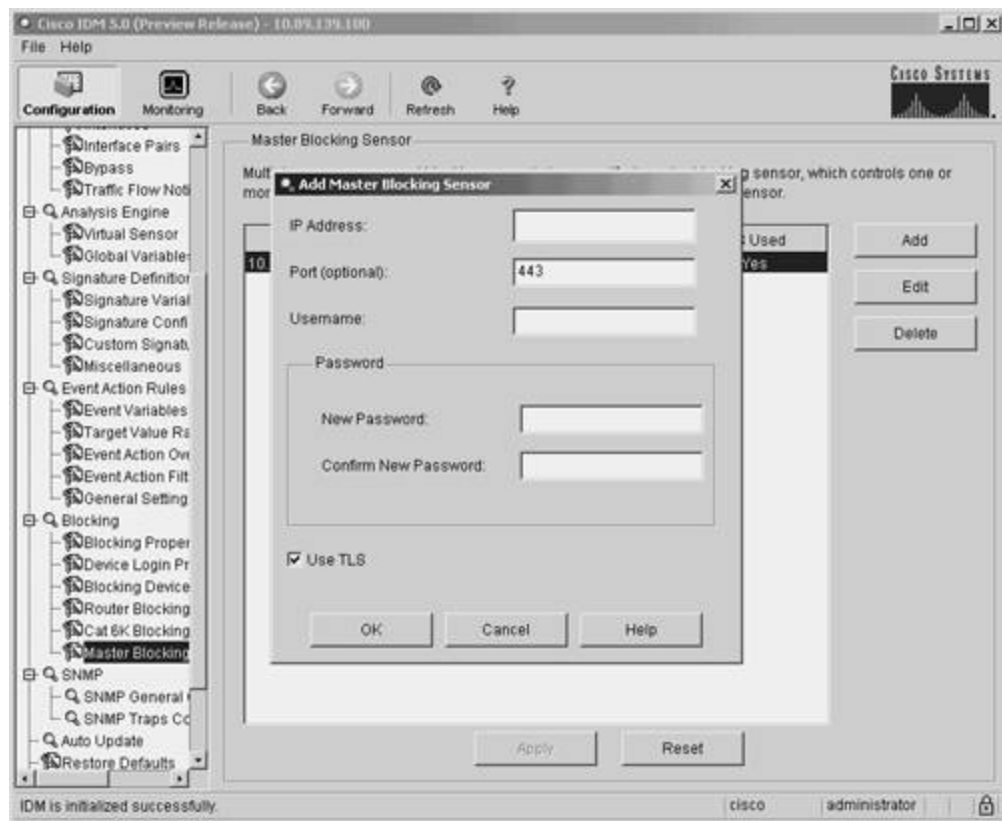 Cisco IDM 5.0 (Preview Release) - 10.89.139.100
File Help
Configuration Monitoring Back Forward Refresh Help
CISCO SYSTEMS
Interface Pairs
Bypass
Traffic Flow Noti
Analysis Engine
Virtual Sensor
Global Variable
Signature Definition
Signature Varial
Signature Confi
Custom Signat
Miscellaneous
Event Action Rules
Event Variables
Target Value Ra
Event Action Ove
Event Action Filt
General Setting
Blocking
Blocking Proper
Device Login Pr
Blocking Device
Router Blocking
Cat 6K Blocking
Master Blocking
SNMP
SNMP General
SNMP Traps Co
Auto Update
Restore Defaults
Master Blocking Sensor
Mult g sensor, which controls one or
mor ensor.
Used
10. Yes
Add
Edit
Delete
Add Master Blocking Sensor
IP Address:
Port (optional): 443
Username:
Password
New Password:
Confirm New Password:
Use TLS
OK Cancel Help
Apply Reset
IDM is initialized successfully. cisco administrator